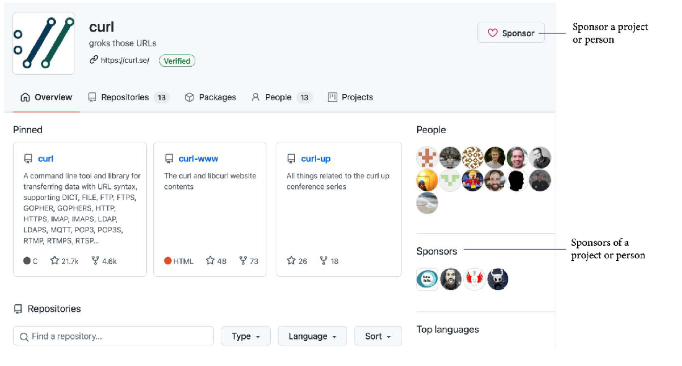 curl
groks those URLs
https://curl.se/ Verified
Sponsor
Sponsor a project
or person
Overview Repositories 13 Packages People 13 Projects
Pinned
curl
A command line tool and library for
transferring data with URL syntax,
supporting DICT, FILE, FTP, FTPS,
GOPHER, GOPHERS, HTTP,
HTTPS, IMAP, IMAPS, LDAP,
LDAPS, MQTT, POP3, POP3S,
RTMP, RTMPS, RTSP...
C 21.7k 4.6k
curl-www
The curl and libcurl website
contents
HTML 48 73
curl-up
All things related to the curl up
conference series
26 18
People
Sponsors
Sponsors of a
project or person
Top languages
Repositories
Find a repository...
Type Language Sort